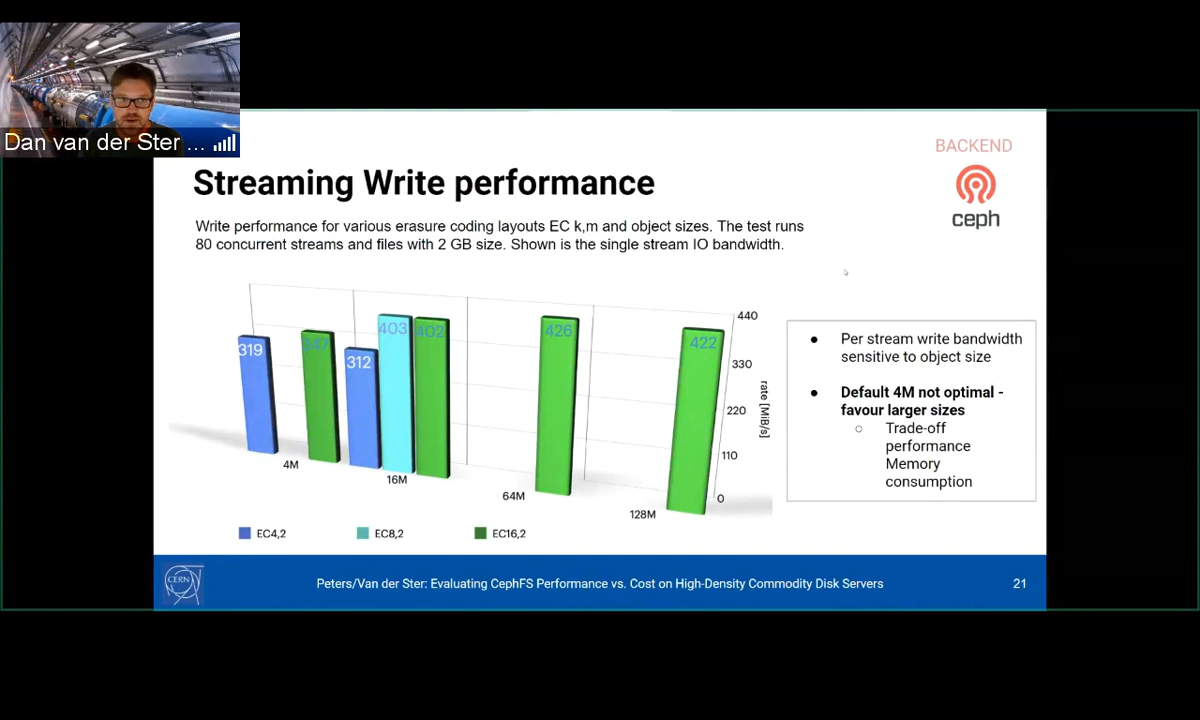 Dan van der Ster ...
BACKEND
ceph
Streaming Write performance
Write performance for various erasure coding layouts EC k,m and object sizes. The test runs
80 concurrent streams and files with 2 GB size. Shown is the single stream IO bandwidth.
319
347
312
403
402
426
422
440
330
220
110
0
rate [MiB/s]
4M
16M
64M
128M
EC4,2
EC8,2
EC16,2
● Per stream write bandwidth
sensitive to object size
● Default 4M not optimal -
favour larger sizes
○ Trade-off
performance
Memory
consumption
CERN
Peters/Van der Ster: Evaluating CephFS Performance vs. Cost on High-Density Commodity Disk Servers
21